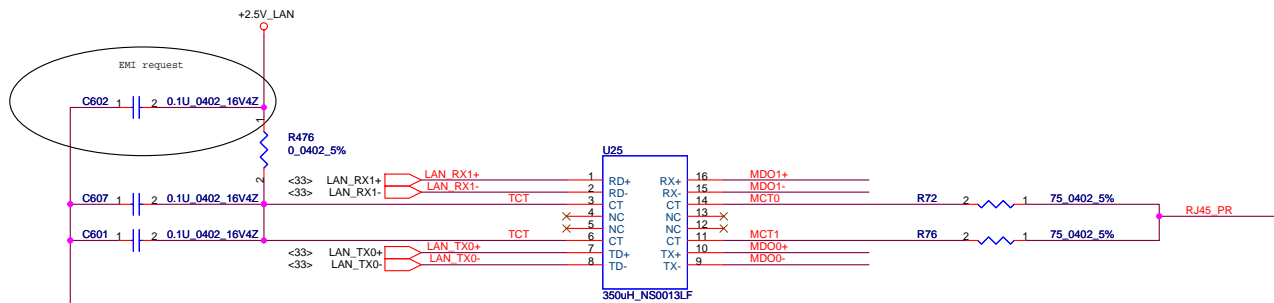 +2.5V_LAN
EMI request
C602 1 2 0.1U_0402_16V4Z
1
R476
0_0402_5%
2
U25
<33> LAN_RX1+ LAN_RX1+ 1 RD+ RX+ 16 MDO1+
<33> LAN_RX1- LAN_RX1- 2 RD- RX- 15 MDO1-
C607 1 2 0.1U_0402_16V4Z TCT 3 CT CT 14 MCT0 R72 2 1 75_0402_5%
4 NC NC 13
RJ45_PR
5 NC NC 12
C601 1 2 0.1U_0402_16V4Z TCT 6 CT CT 11 MCT1 R76 2 1 75_0402_5%
<33> LAN_TX0+ LAN_TX0+ 7 TD+ TX+ 10 MDO0+
<33> LAN_TX0- LAN_TX0- 8 TD- TX- 9 MDO0-
350uH_NS0013LF